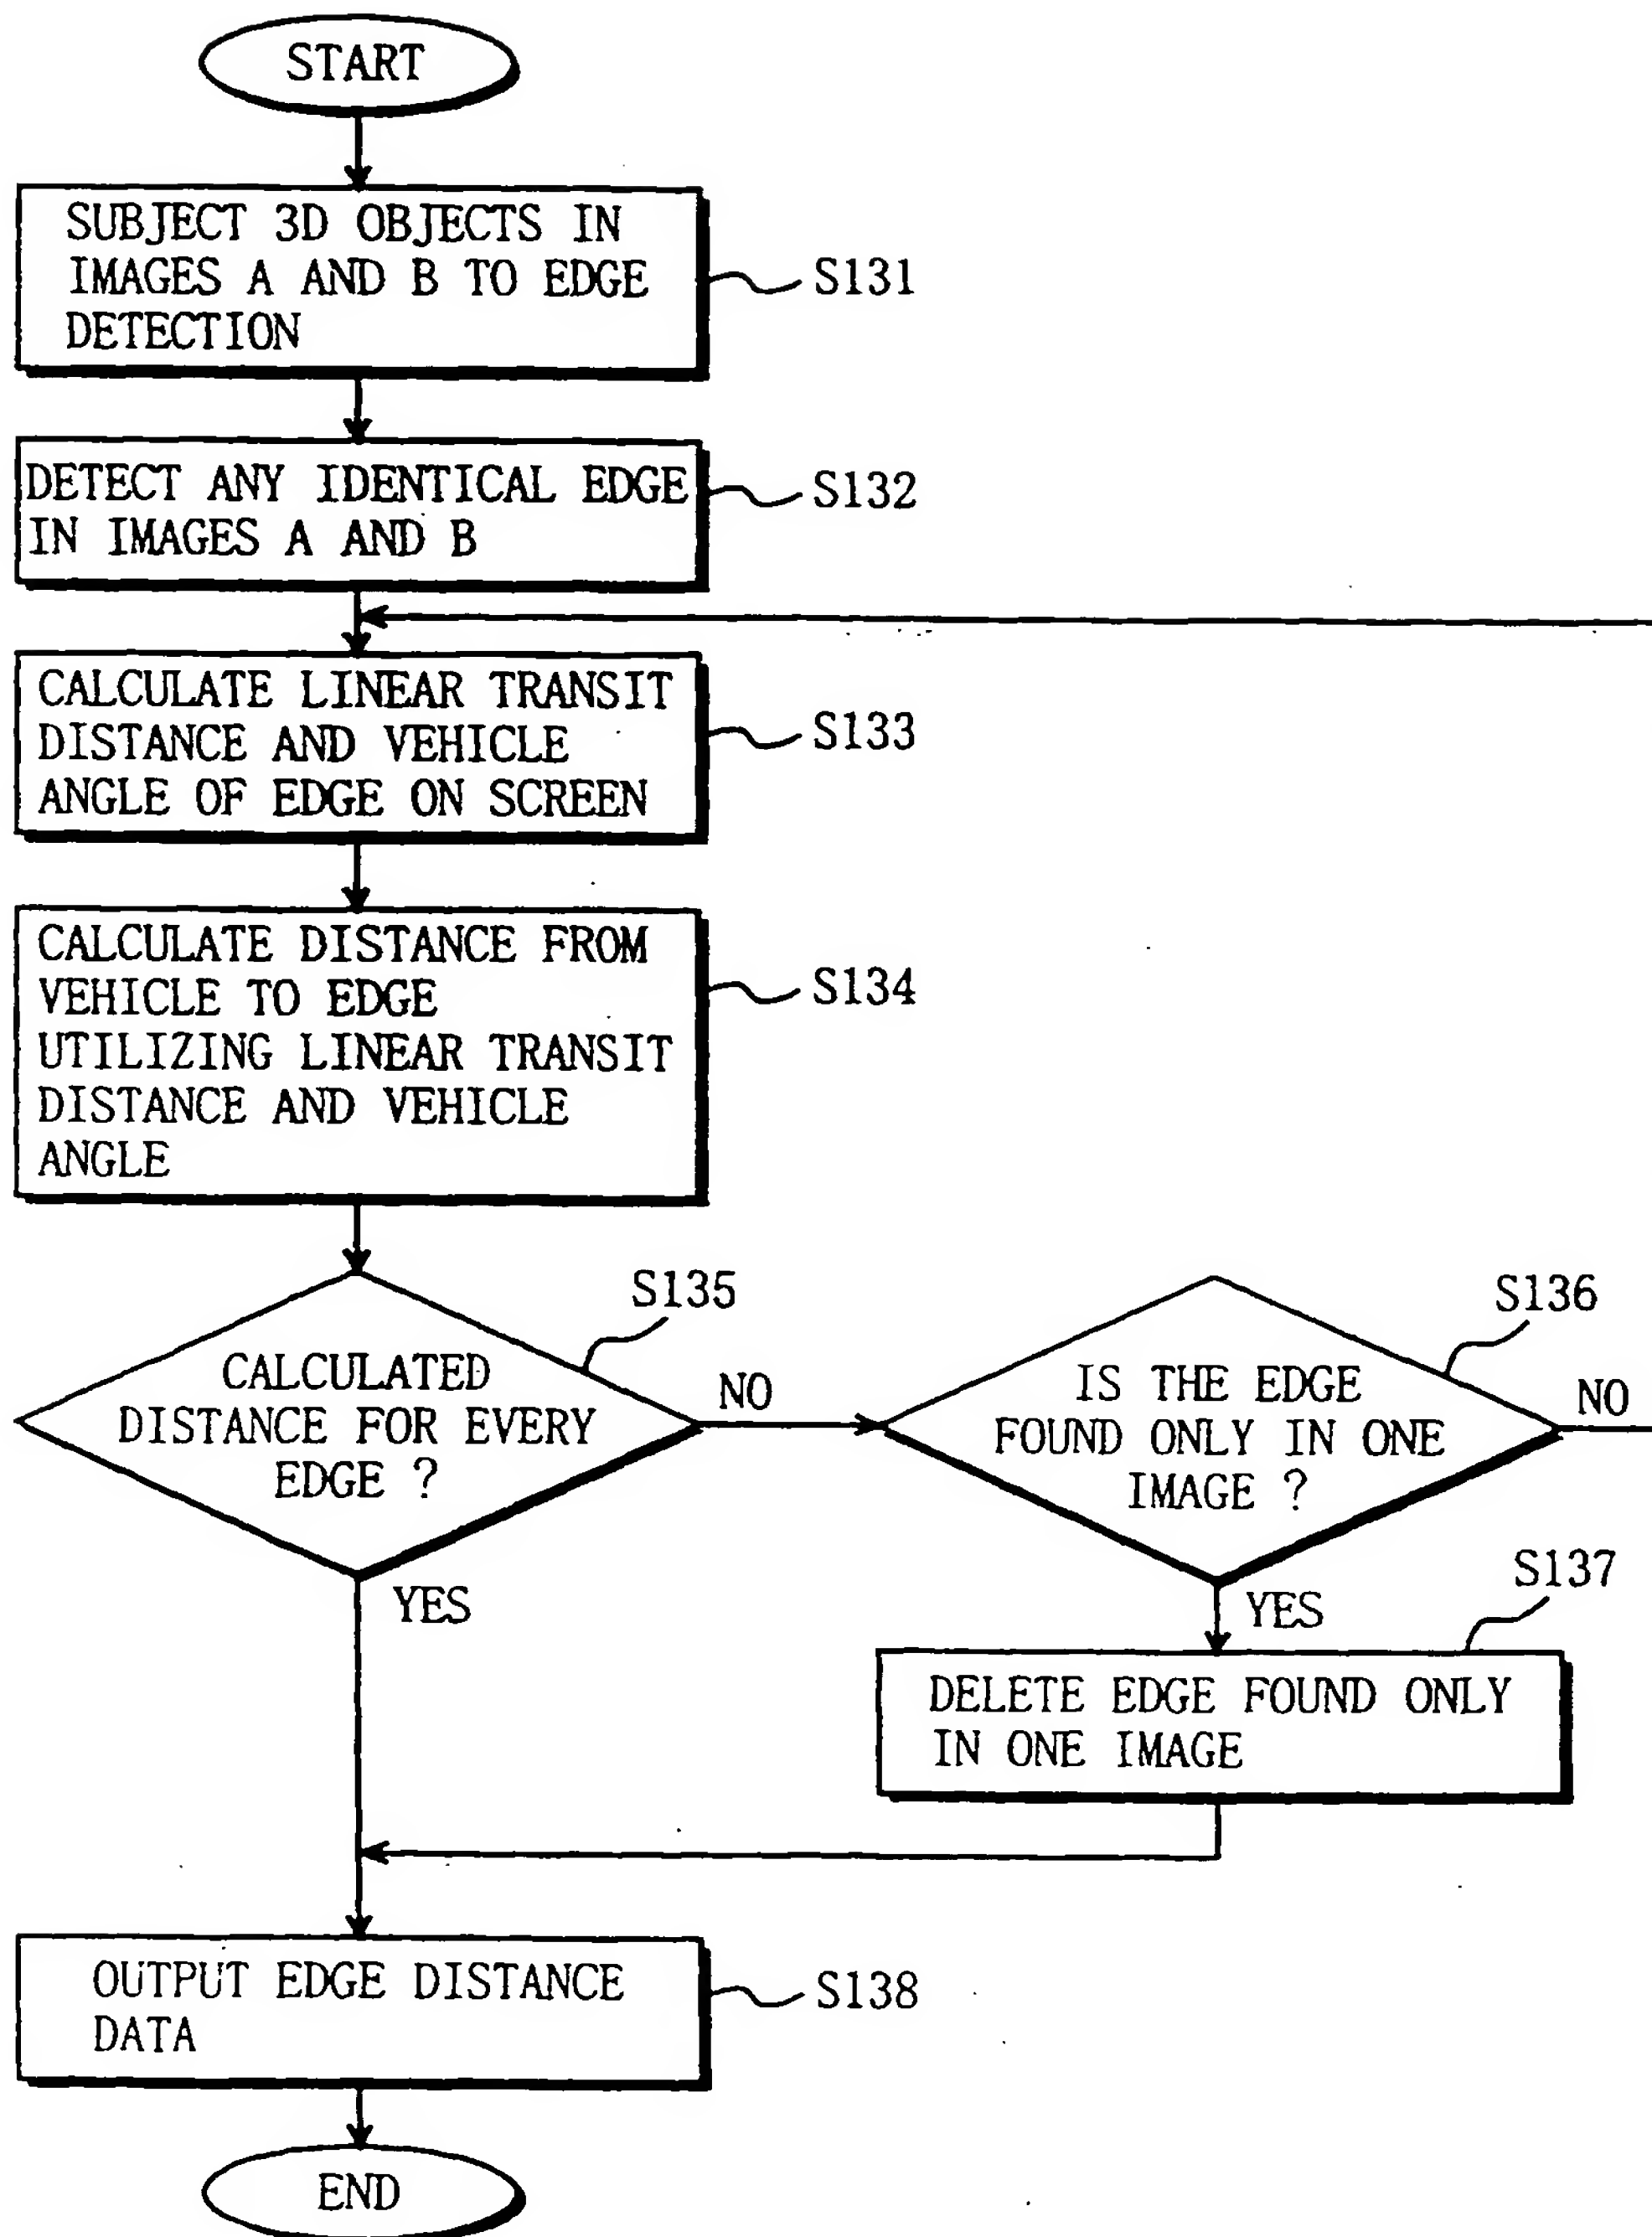 START
SUBJECT 3D OBJECTS IN
IMAGES A AND B TO EDGE
DETECTION
S131
DETECT ANY IDENTICAL EDGE
IN IMAGES A AND B
S132
CALCULATE LINEAR TRANSIT
DISTANCE AND VEHICLE
ANGLE OF EDGE ON SCREEN
S133
CALCULATE DISTANCE FROM
VEHICLE TO EDGE
UTILIZING LINEAR TRANSIT
DISTANCE AND VEHICLE
ANGLE
S134
S135
CALCULATED
DISTANCE FOR EVERY
EDGE ?
NO
YES
S136
IS THE EDGE
FOUND ONLY IN ONE
IMAGE ?
NO
YES
S137
DELETE EDGE FOUND ONLY
IN ONE IMAGE
OUTPUT EDGE DISTANCE
DATA
S138
END